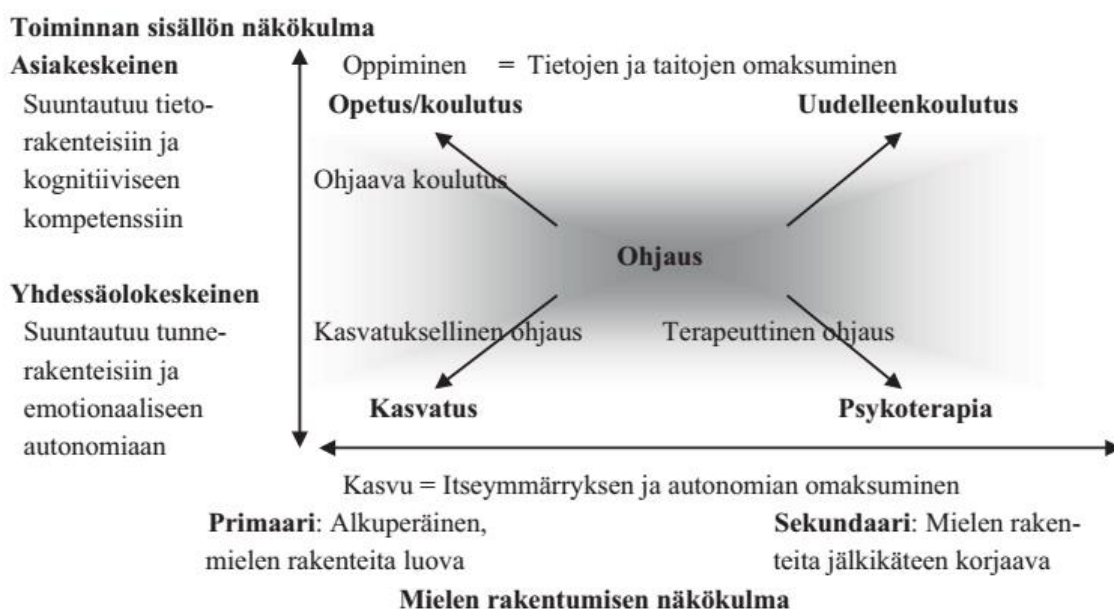 Toiminnan sisällön näkökulma
Asiakeskeinen
Oppiminen = Tietojen ja taitojen omaksuminen
Suuntautuu tieto-
rakenteisiin ja
kognitiiviseen
kompetenssiin
Opetus/koulutus
Uudelleenkoulutus
Ohjaava koulutus
Ohjaus
Yhdessäolokeskeinen
Suuntautuu tunne-
rakenteisiin ja
emotionaaliseen
autonomiaan
Kasvatuksellinen ohjaus
Terapeuttinen ohjaus
Kasvatus
Psykoterapia
Kasvu = Itseymmärryksen ja autonomian omaksuminen
Primaari: Alkuperäinen,
mielen rakenteita luova
Sekundaari: Mielen raken-
teita jälkikäteen korjaava
Mielen rakentumisen näkökulma